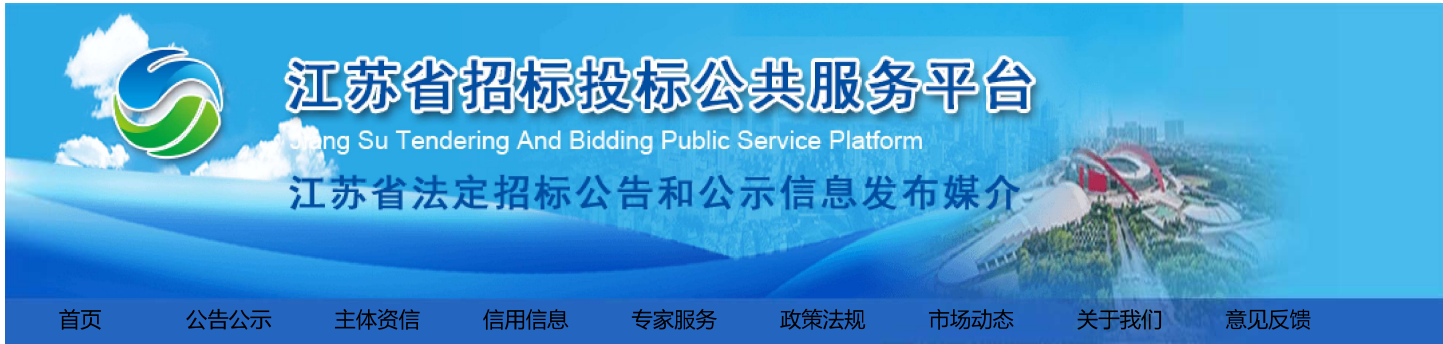 江苏省招标投标公共服务平台
Jiang Su Tendering And Bidding Public Service Platform
江苏省法定招标公告和公示信息发布媒介
首页 公告公示 主体资信 信用信息 专家服务 政策法规 市场动态 关于我们 意见反馈